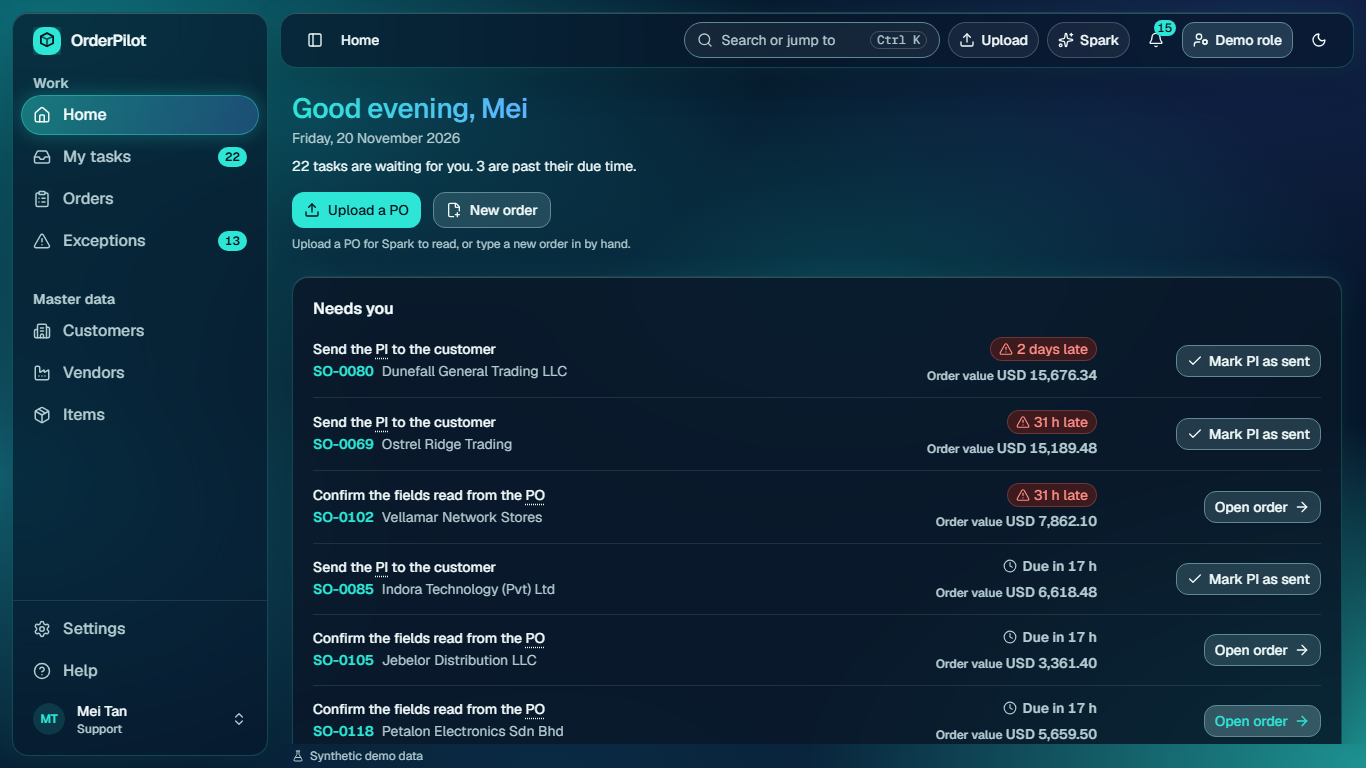 OrderPilot
Home
Search or jump to
Ctrl K
Upload
Spark
15
Demo role
Work
Home
My tasks 22
Orders
Exceptions 13
Master data
Customers
Vendors
Items
Settings
Help
MT
Mei Tan
Support
Good evening, Mei
Friday, 20 November 2026
22 tasks are waiting for you. 3 are past their due time.
Upload a PO
New order
Upload a PO for Spark to read, or type a new order in by hand.
Needs you
Send the PI to the customer
SO-0080 Dunefall General Trading LLC
2 days late
Order value USD 15,676.34
Mark PI as sent
Send the PI to the customer
SO-0069 Ostrel Ridge Trading
31 h late
Order value USD 15,189.48
Mark PI as sent
Confirm the fields read from the PO
SO-0102 Vellamar Network Stores
31 h late
Order value USD 7,862.10
Open order
Send the PI to the customer
SO-0085 Indora Technology (Pvt) Ltd
Due in 17 h
Order value USD 6,618.48
Mark PI as sent
Confirm the fields read from the PO
SO-0105 Jebelor Distribution LLC
Due in 17 h
Order value USD 3,361.40
Open order
Confirm the fields read from the PO
SO-0118 Petalon Electronics Sdn Bhd
Due in 17 h
Order value USD 5,659.50
Open order
Synthetic demo data